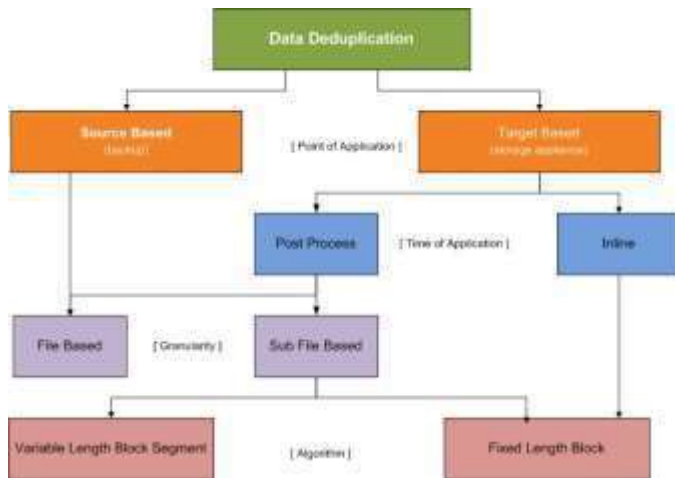 Data Deduplication
Source Based
(backup)
[ Point of Application ]
Target Based
(storage appliance)
Post Process
[ Time of Application ]
Inline
File Based
[ Granularity ]
Sub File Based
Variable Length Block Segment
[ Algorithm ]
Fixed Length Block